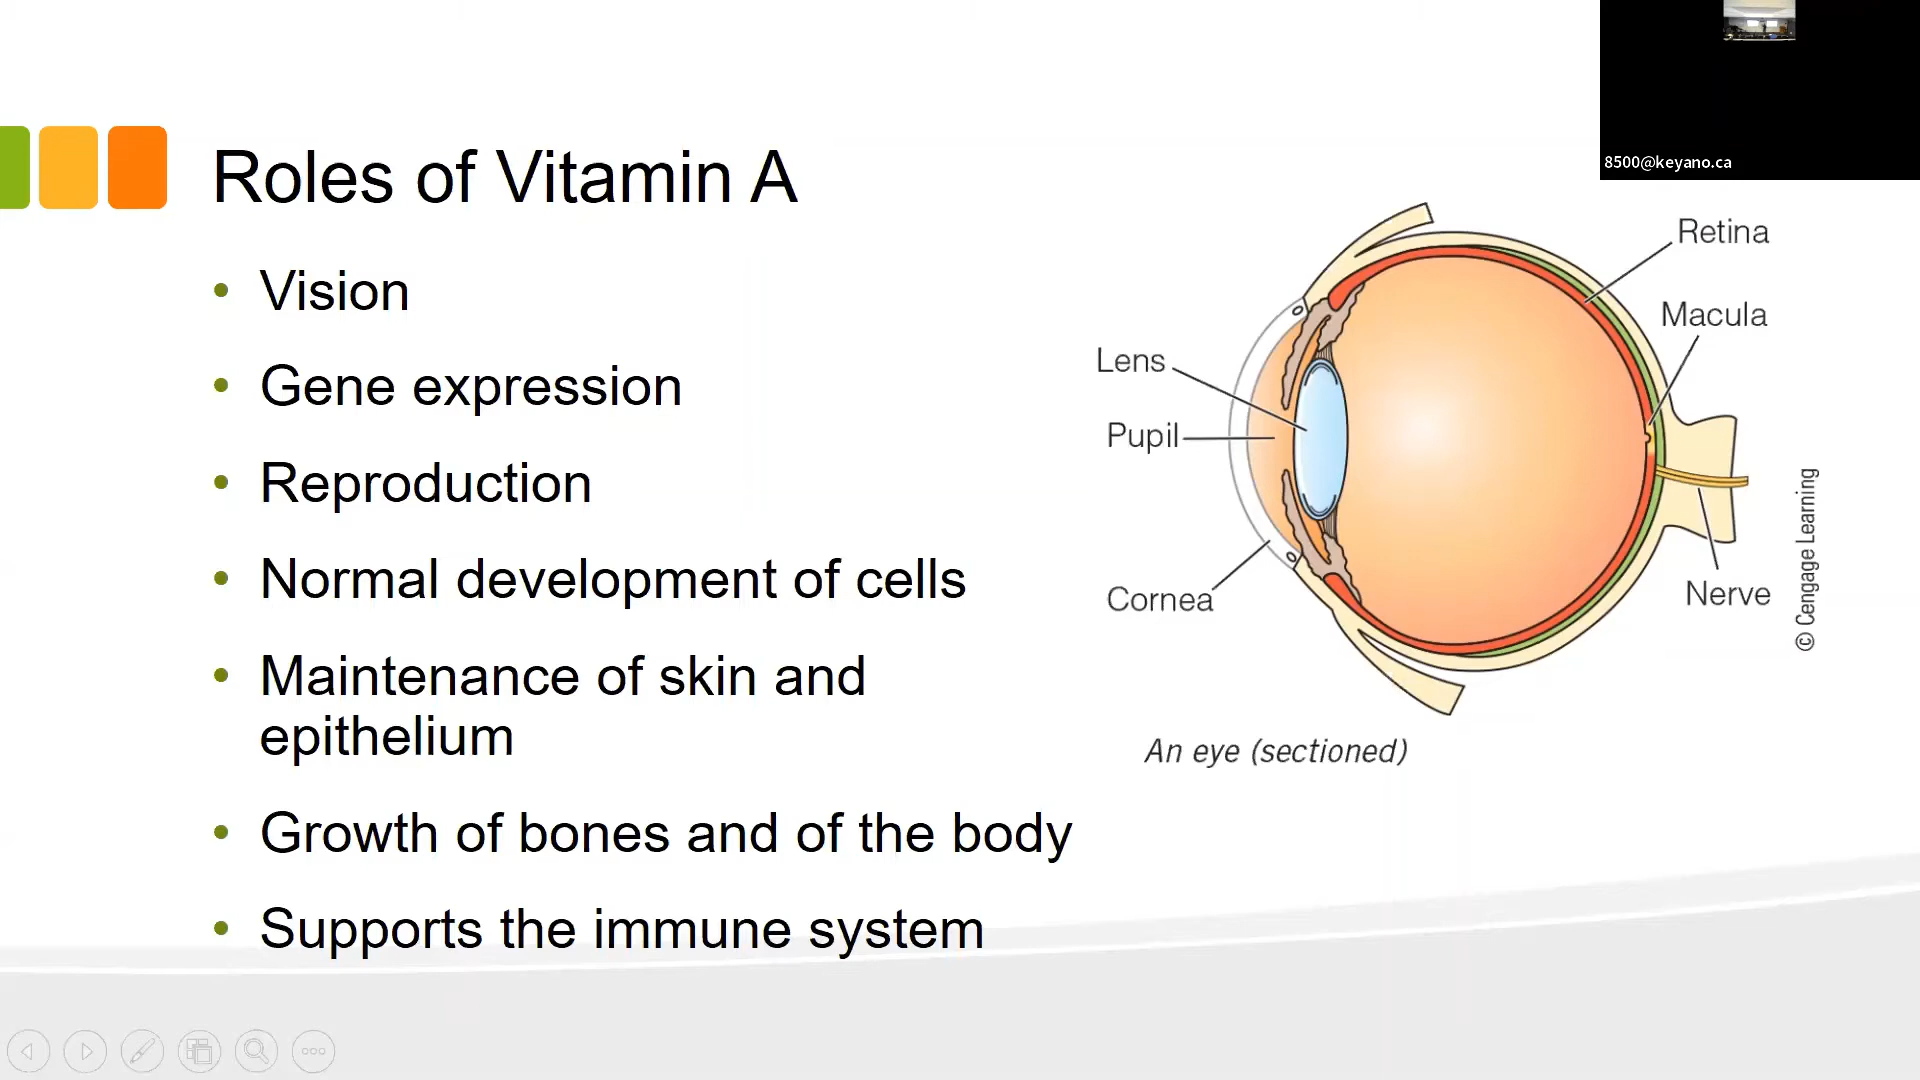 8500@keyano.ca
Roles of Vitamin A
• Vision
• Gene expression
• Reproduction
• Normal development of cells
• Maintenance of skin and
epithelium
• Growth of bones and of the body
• Supports the immune system
Retina
Macula
Lens
Pupil
Cornea
Nerve
© Cengage Learning
An eye (sectioned)